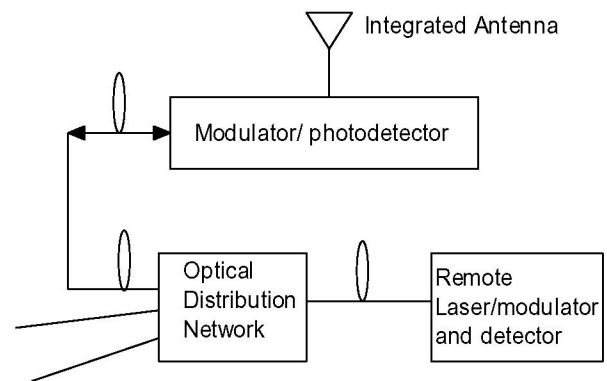 Integrated Antenna
Modulator/ photodetector
Optical
Distribution
Network
Remote
Laser/modulator
and detector